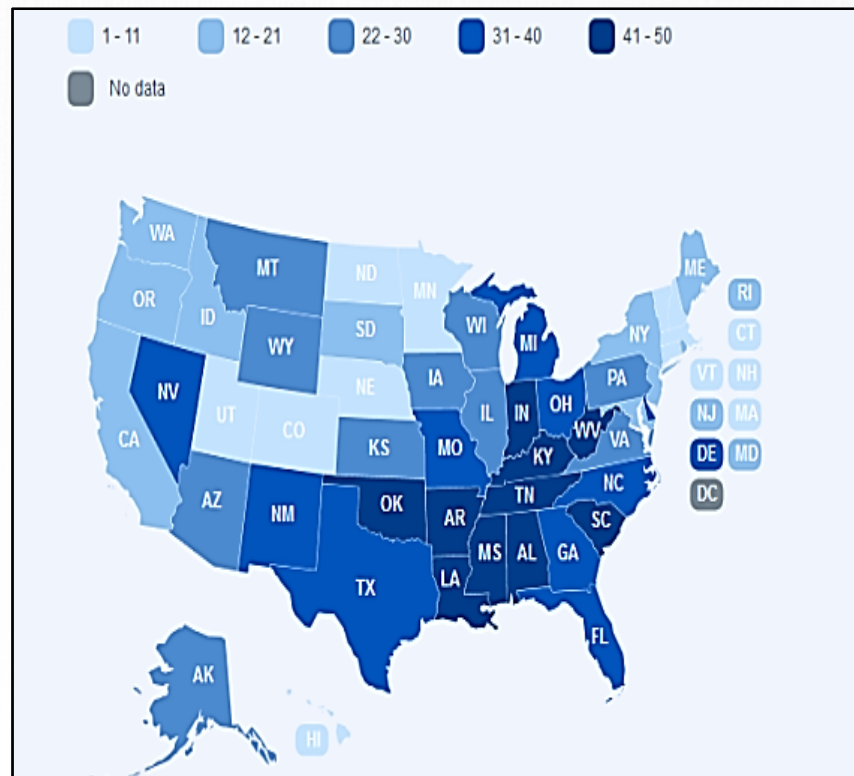 1 - 11 12 - 21 22 - 30 31 - 40 41 - 50
No data
WA
MT
ND
MN
ME
OR
ID
SD
WI
NY
RI
WY
MI
CT
NV
NE
IA
PA
VT NH
UT
CO
IL
IN
OH
NJ MA
CA
KS
MO
WV
VA
DE MD
KY
AZ
NM
OK
AR
TN
NC
DC
SC
MS
AL
GA
LA
TX
FL
AK
HI